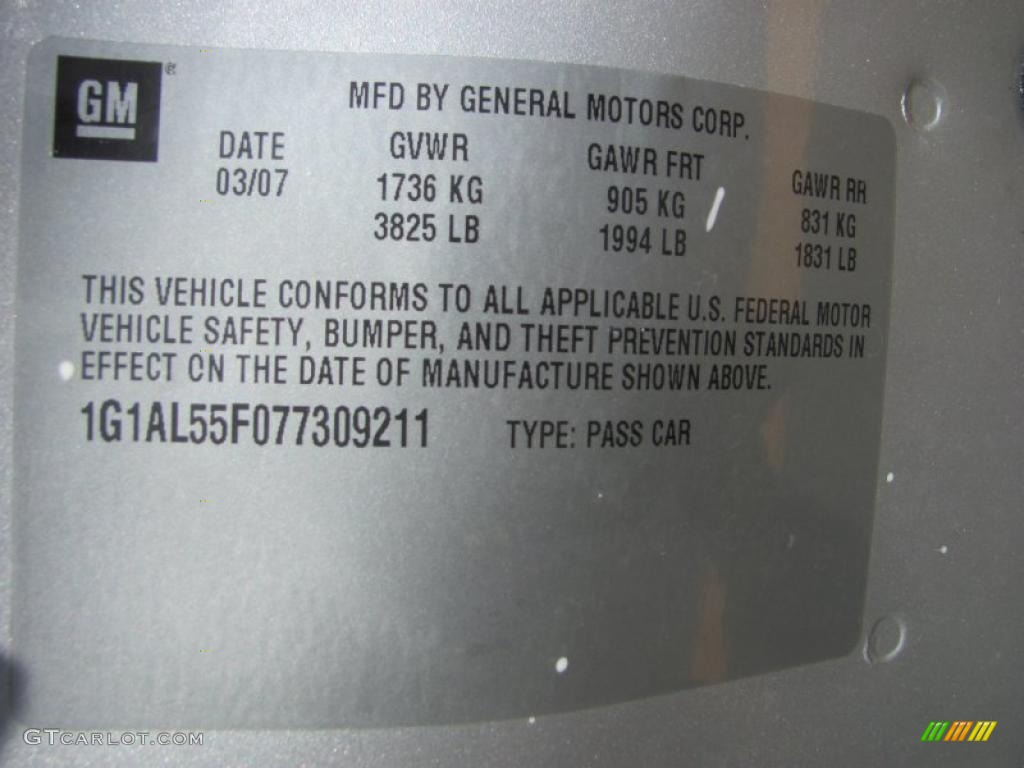 GM®
MFD BY GENERAL MOTORS CORP.
DATE GVWR GAWR FRT GAWR RR
03/07 1736 KG 905 KG 831 KG
3825 LB 1994 LB 1831 LB
THIS VEHICLE CONFORMS TO ALL APPLICABLE U.S. FEDERAL MOTOR
VEHICLE SAFETY, BUMPER, AND THEFT PREVENTION STANDARDS IN
EFFECT ON THE DATE OF MANUFACTURE SHOWN ABOVE.
1G1AL55F077309211 TYPE: PASS CAR
GTCARLOT.COM